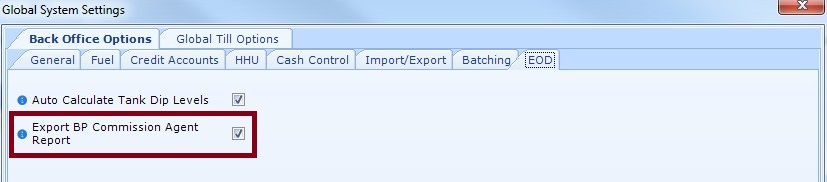 Global System Settings
Back Office Options Global Till Options
General Fuel Credit Accounts HHU Cash Control Import/Export Batching EOD
Auto Calculate Tank Dip Levels
Export BP Commission Agent
Report